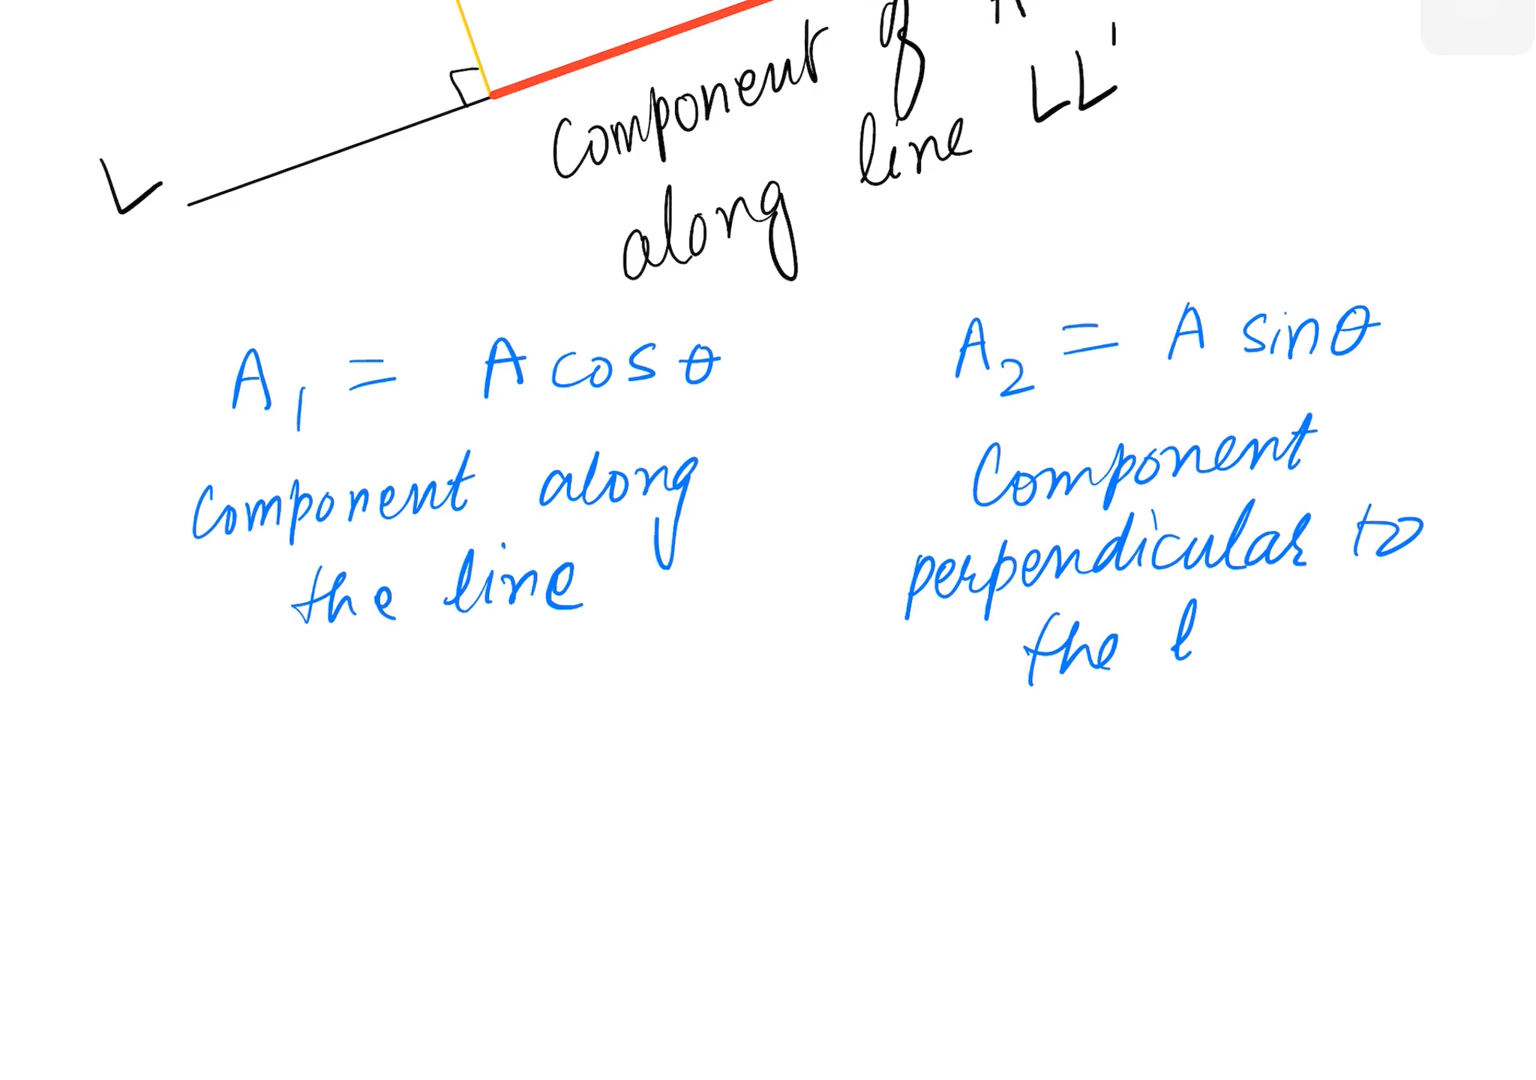 Component of
along line LL'
L
A₁ = A cos θ
Component along
the line
A₂ = A sin θ
Component
perpendicular to
the l